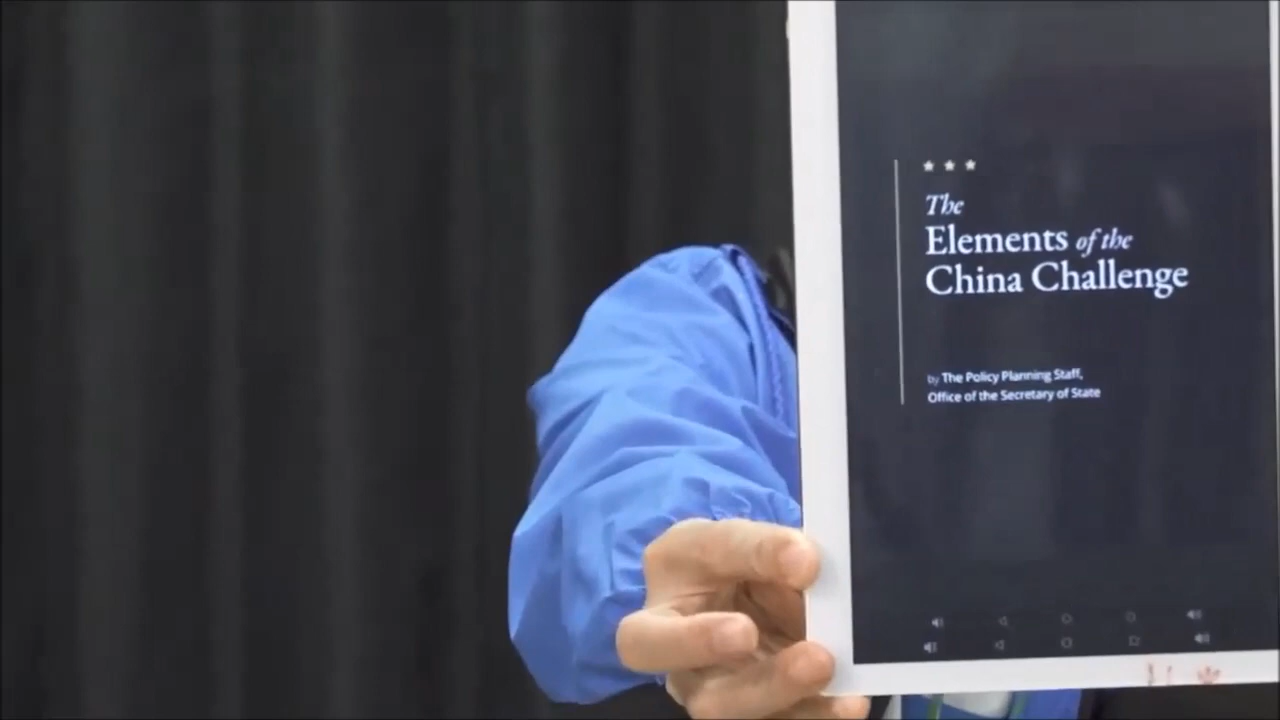 The
Elements of the
China Challenge
by The Policy Planning Staff,
Office of the Secretary of State